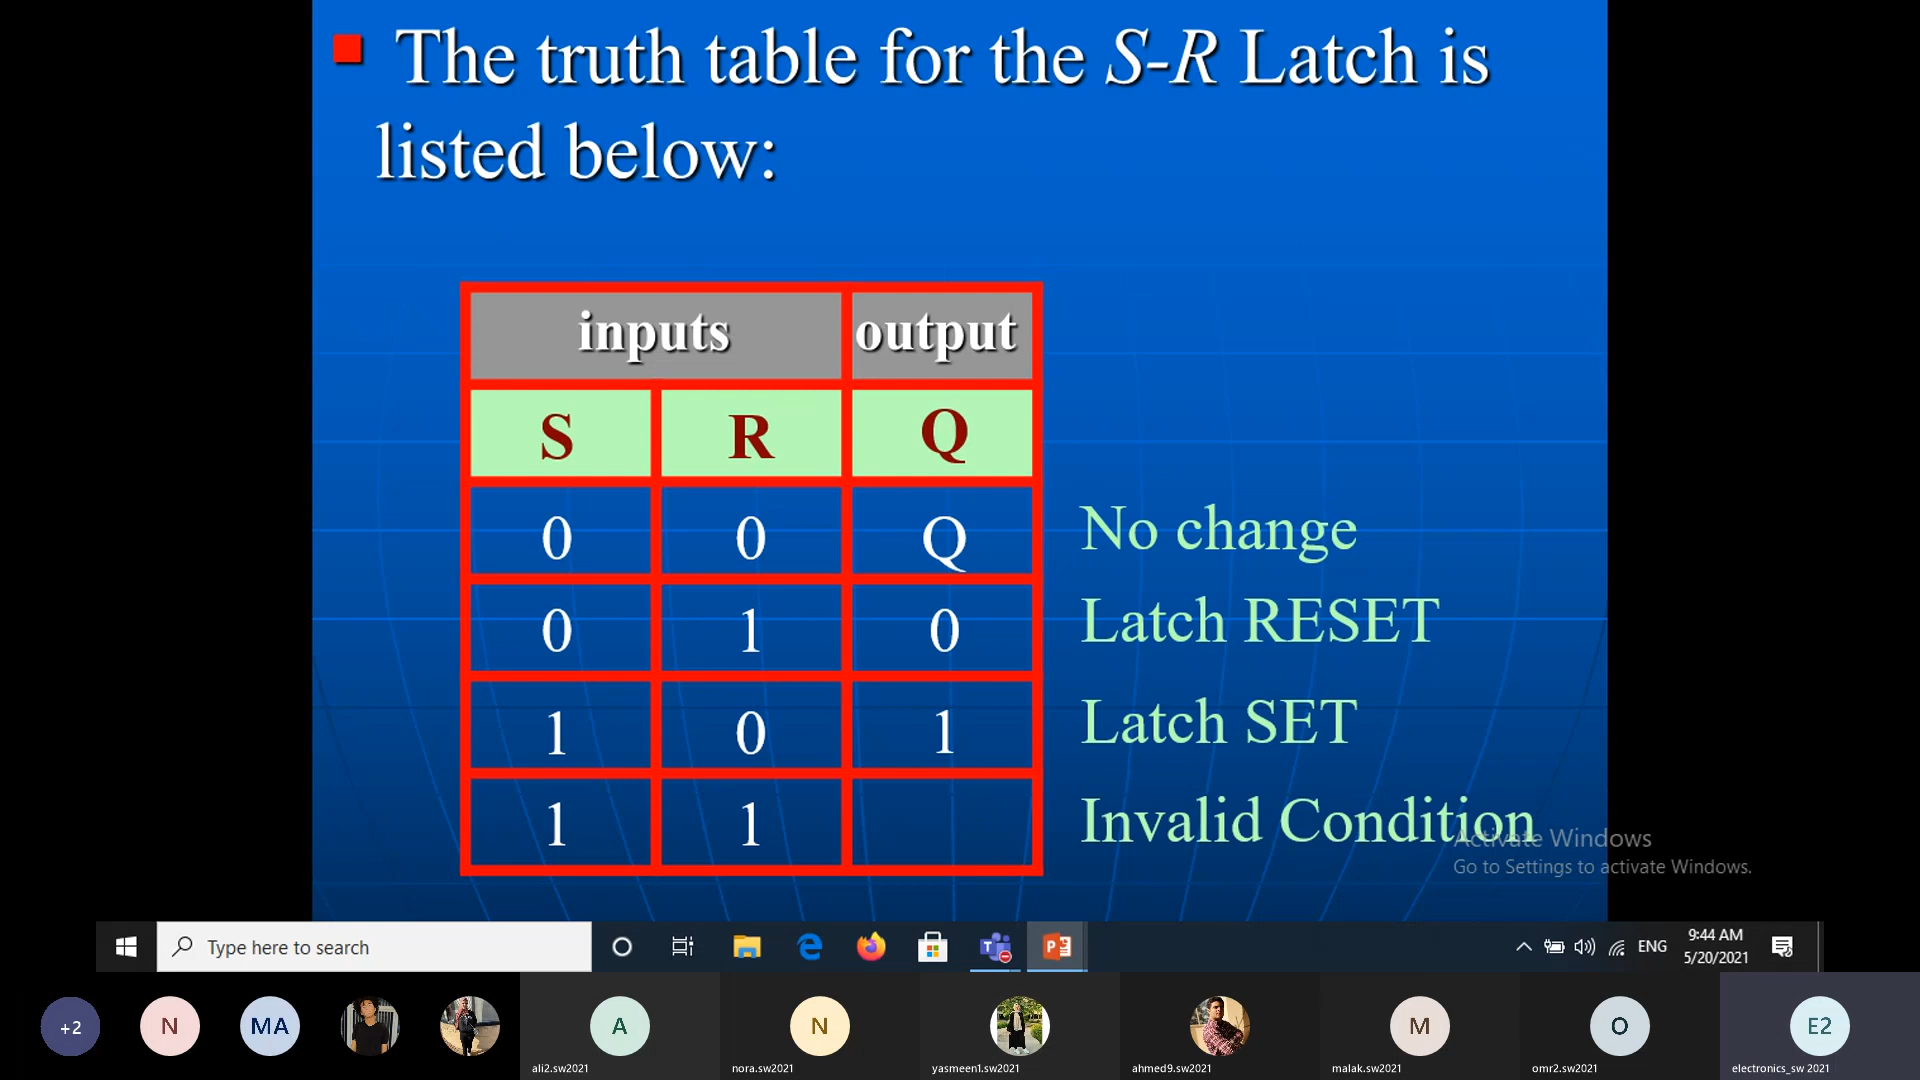 The truth table for the S-R Latch is
listed below:
inputs output
S R Q
0 0 Q No change
0 1 0 Latch RESET
1 0 1 Latch SET
1 1 Invalid Condition
Activate Windows
Go to Settings to activate Windows.
Type here to search
ENG
9:44 AM
5/20/2021
+2 N MA A N M O E2
ali2.sw2021 nora.sw2021 yasmeen1.sw2021 ahmed9.sw2021 malak.sw2021 omr2.sw2021 electronics_sw 2021